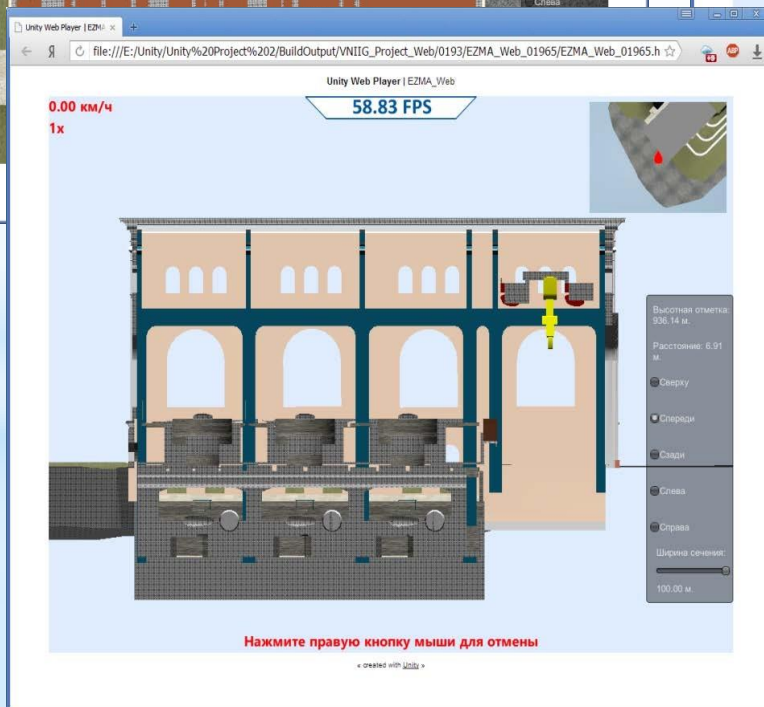 Слева
Unity Web Player | EZM
file:///E:/Unity/Unity%20Project%202/BuildOutput/VNIIG_Project_Web/0193/EZMA_Web_01965/EZMA_Web_01965.h
Unity Web Player | EZMA_Web
0.00 км/ч
58.83 FPS
1x
Высотная отметка:
936.14 м.
Расстояние: 6.91
м.
Сверху
Спереди
Сзади
Слева
Справа
Ширина сечения:
100.00 м.
Нажмите правую кнопку мыши для отмены
« created with Unity »